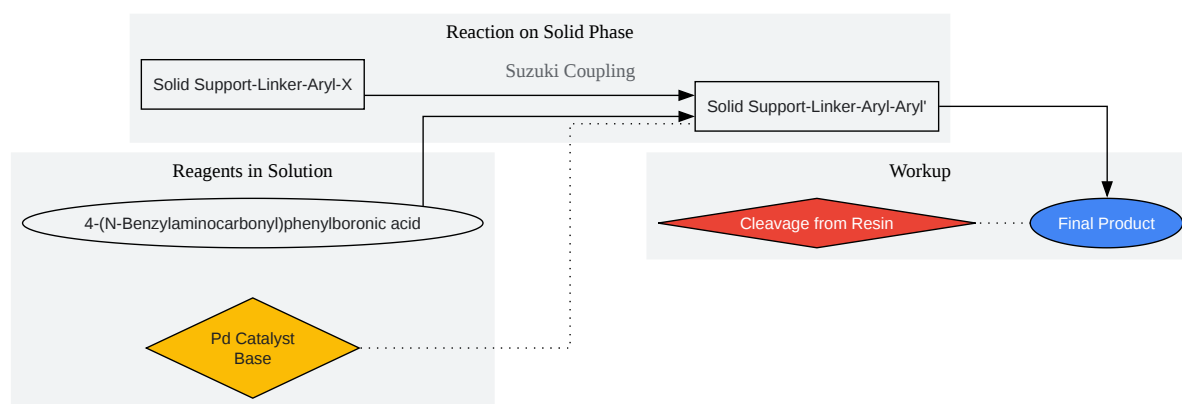 Reaction on Solid Phase
Suzuki Coupling
Solid Support-Linker-Aryl-X
Solid Support-Linker-Aryl-Aryl'
Reagents in Solution
4-(N-Benzylaminocarbonyl)phenylboronic acid
Pd Catalyst
Base
Workup
Cleavage from Resin
Final Product